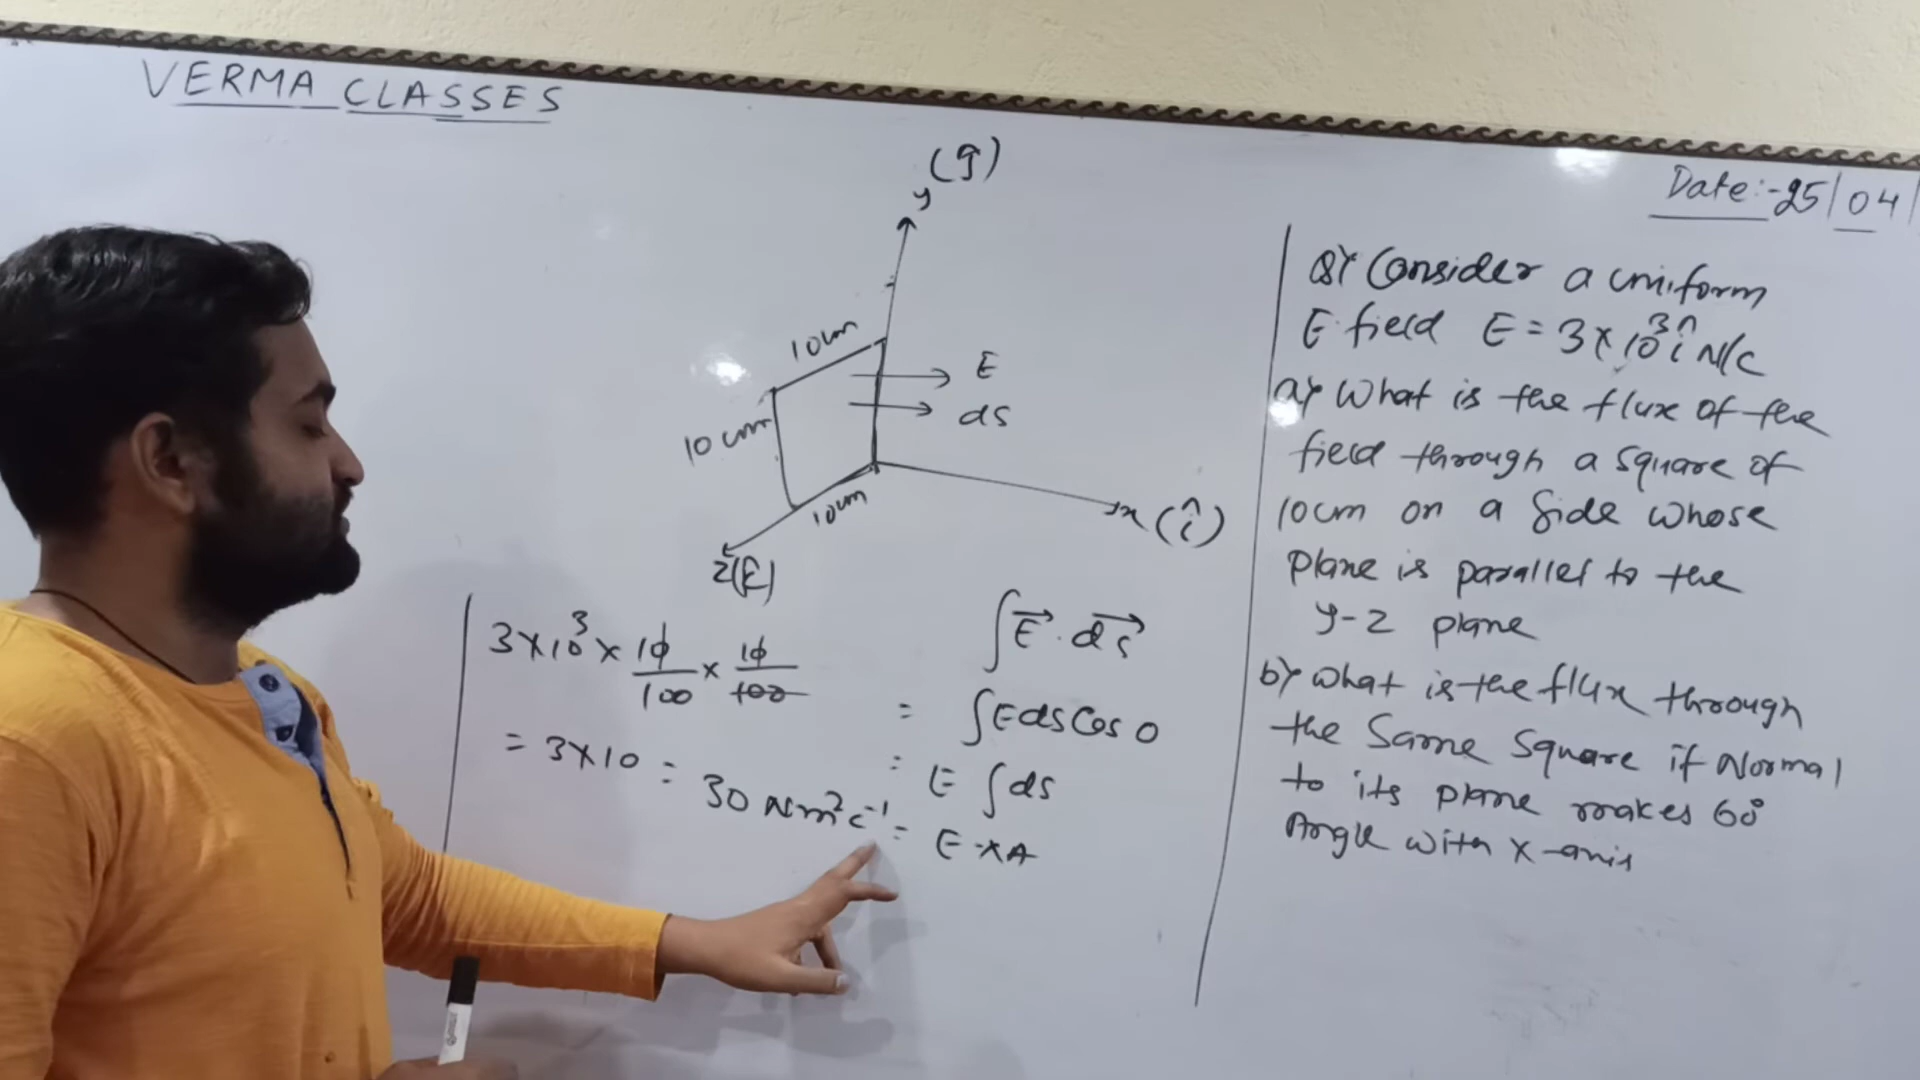 VERMA CLASSES
Date:-25/04/
(ĵ)
y
10cm
E
10cm
ds
10cm
x (î)
z(k̂)
3×10³ × 10/100 × 10/100
= 3×10 = 30 Nm²c⁻¹
∫E⃗.ds⃗
= ∫Eds Cos 0
= E ∫ds
= E×A
Q) Consider a uniform
E field E = 3×10³ î N/C
a) What is the flux of the
field through a square of
10cm on a Side whose
plane is parallel to the
y-z plane
b) What is the flux through
the Same Square if Normal
to its plane makes 60°
Angle with x-axis